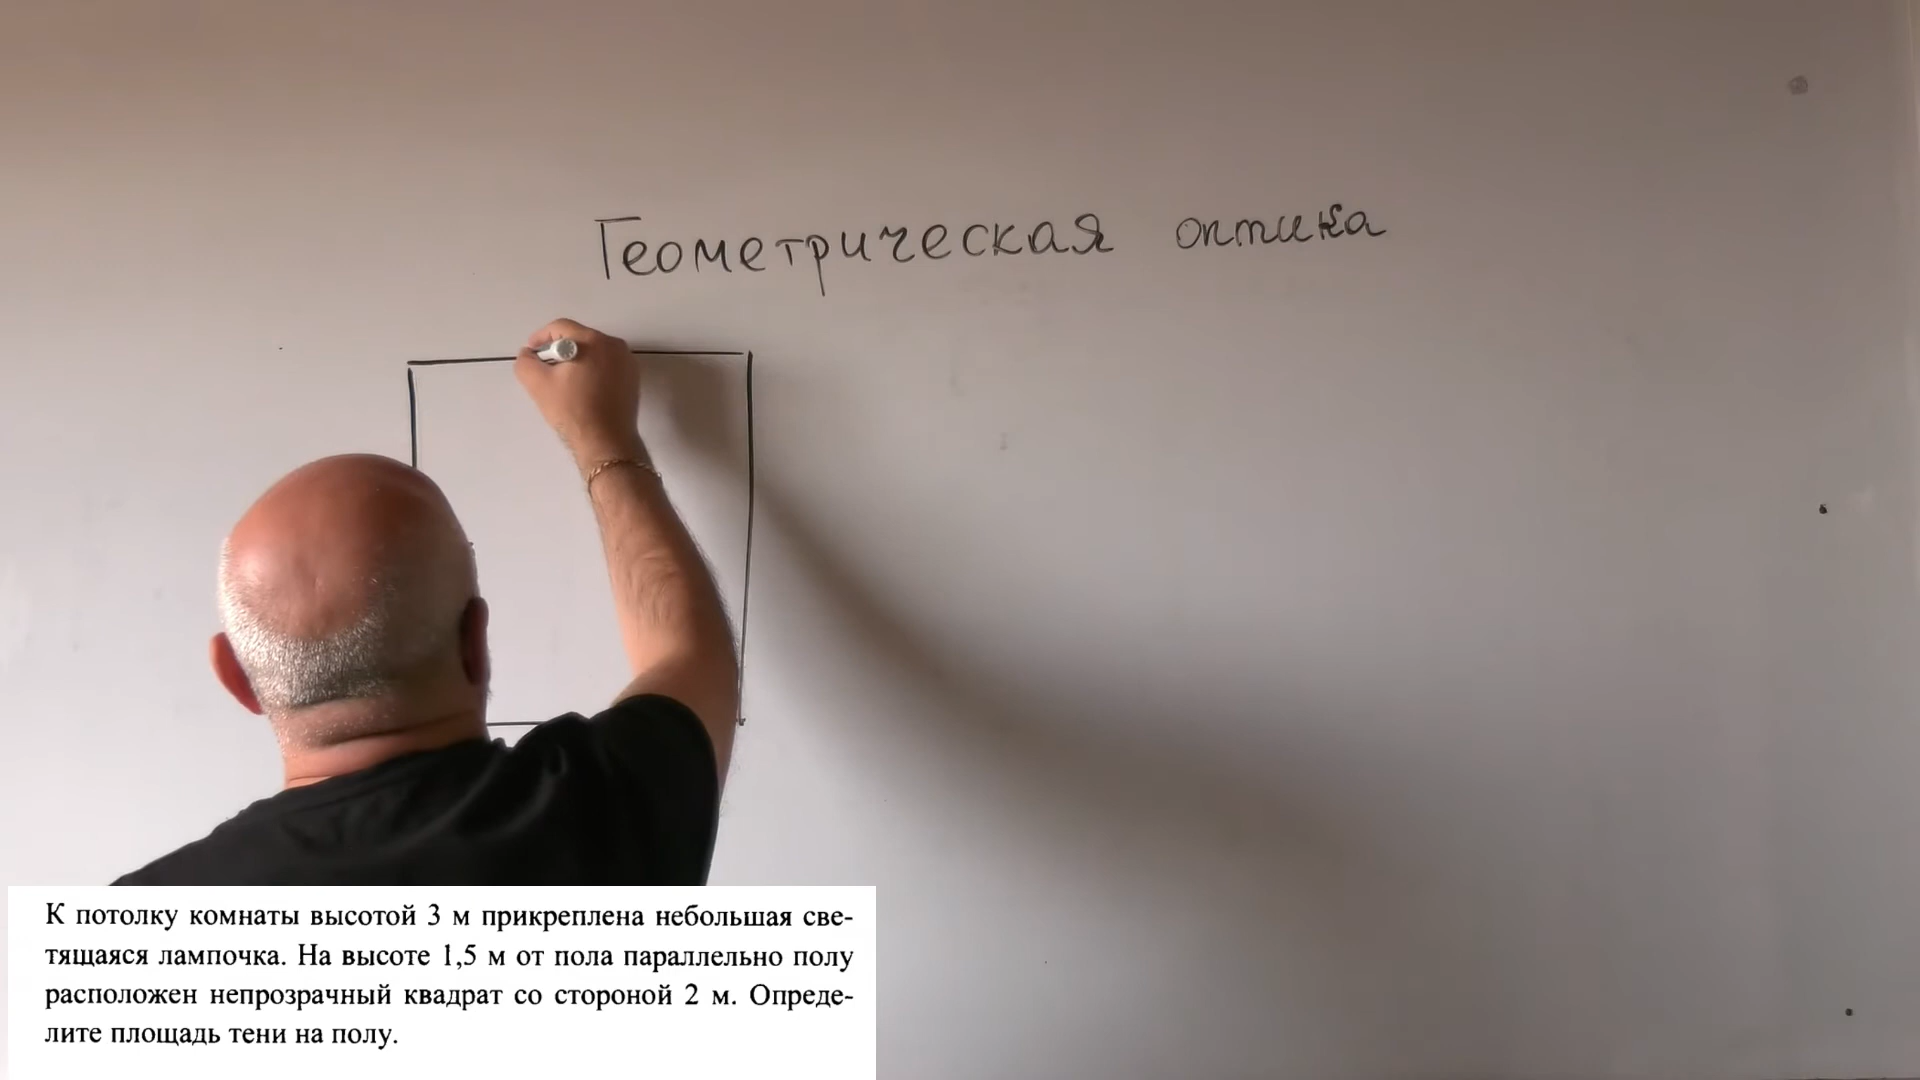 Геометрическая оптика
К потолку комнаты высотой 3 м прикреплена небольшая све-
тящаяся лампочка. На высоте 1,5 м от пола параллельно полу
расположен непрозрачный квадрат со стороной 2 м. Опреде-
лите площадь тени на полу.